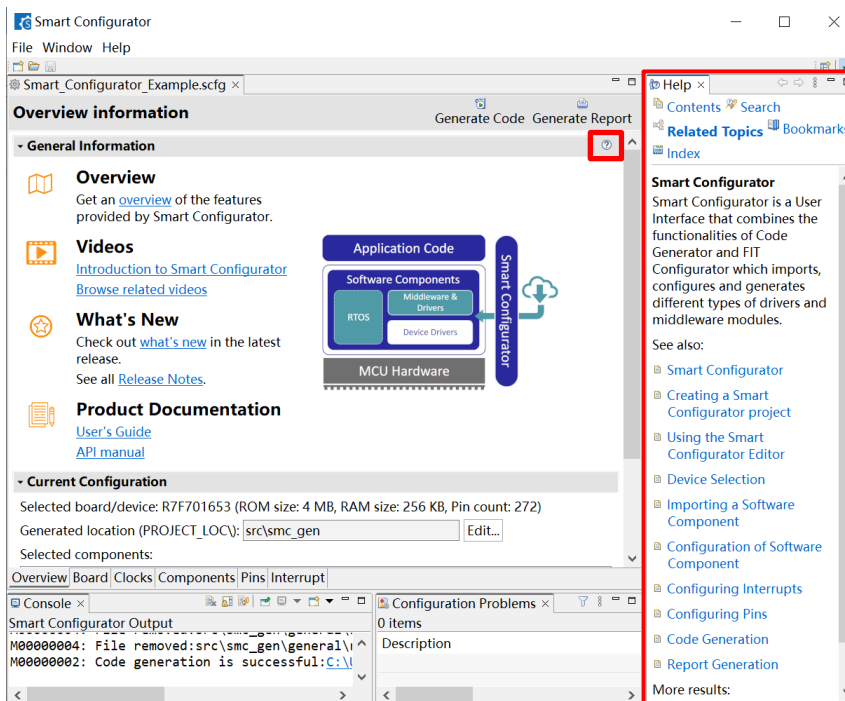 Smart Configurator
File Window Help
Smart_Configurator_Example.scfg
Overview information
Generate Code Generate Report
General Information
Overview
Get an overview of the features
provided by Smart Configurator.
Videos
Introduction to Smart Configurator
Browse related videos
What's New
Check out what's new in the latest
release.
See all Release Notes.
Product Documentation
User's Guide
API manual
Application Code
Software Components
RTOS
Middleware &
Drivers
Device Drivers
MCU Hardware
Smart Configurator
Current Configuration
Selected board/device: R7F701653 (ROM size: 4 MB, RAM size: 256 KB, Pin count: 272)
Generated location (PROJECT_LOC\): src\smc_gen Edit...
Selected components:
Overview Board Clocks Components Pins Interrupt
Console
Smart Configurator Output
M00000004: File removed:src\smc_gen\general\
M00000002: Code generation is successful:C:\
Configuration Problems
0 items
Description
Help
Contents Search
Related Topics Bookmarks
Index
Smart Configurator
Smart Configurator is a User
Interface that combines the
functionalities of Code
Generator and FIT
Configurator which imports,
configures and generates
different types of drivers and
middleware modules.
See also:
Smart Configurator
Creating a Smart
Configurator project
Using the Smart
Configurator Editor
Device Selection
Importing a Software
Component
Configuration of Software
Component
Configuring Interrupts
Configuring Pins
Code Generation
Report Generation
More results: